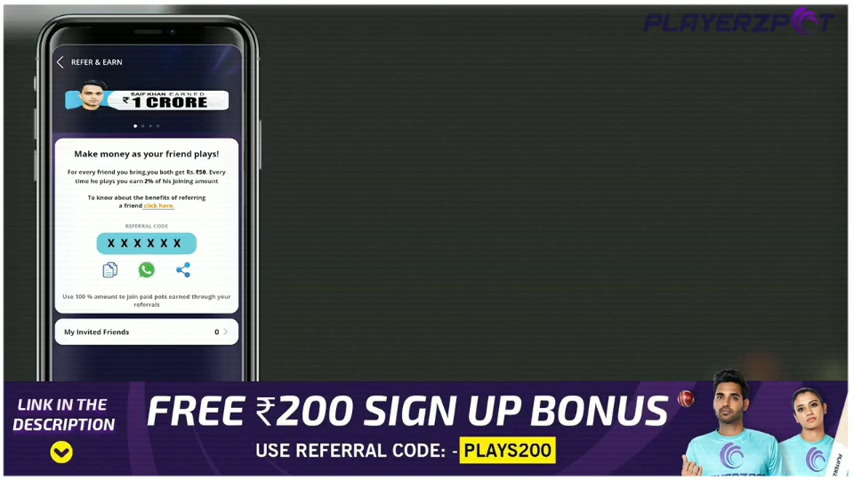 PLAYERZPOT
REFER & EARN
SAIF KHAN EARNED
₹1 CRORE
Make money as your friend plays!
For every friend you bring,you both get Rs. ₹50. Every
time he plays you earn 2% of his joining amount
To know about the benefits of referring
a friend click here.
REFERRAL CODE
X X X X X X
Use 100 % amount to join paid pots earned through your
referrals
My Invited Friends 0
LINK IN THE
DESCRIPTION
FREE ₹200 SIGN UP BONUS
USE REFERRAL CODE: - PLAYS200